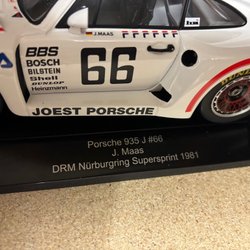 J.MAAS
BBS
BOSCH
BILSTEIN
Shell
DUNLOP
Heinzmann
66
JOEST PORSCHE
Porsche 935 J #66
J. Maas
DRM Nürburgring Supersprint 1981